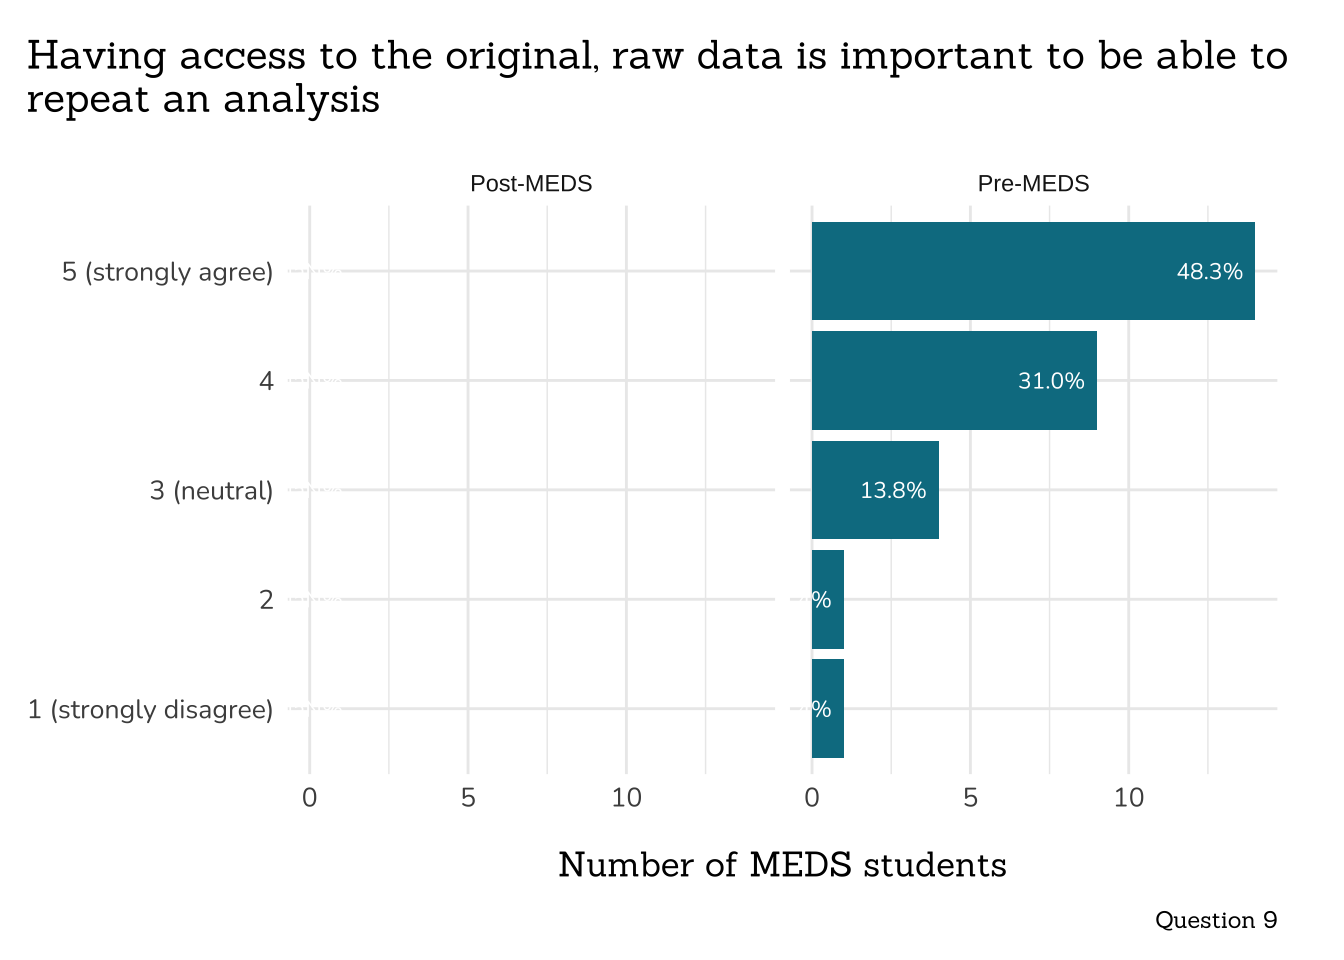 Having access to the original, raw data is important to be able to
repeat an analysis
Post-MEDS
Pre-MEDS
5 (strongly agree)
48.3%
4
31.0%
3 (neutral)
13.8%
2
%
1 (strongly disagree)
%
0
5
10
0
5
10
Number of MEDS students
Question 9